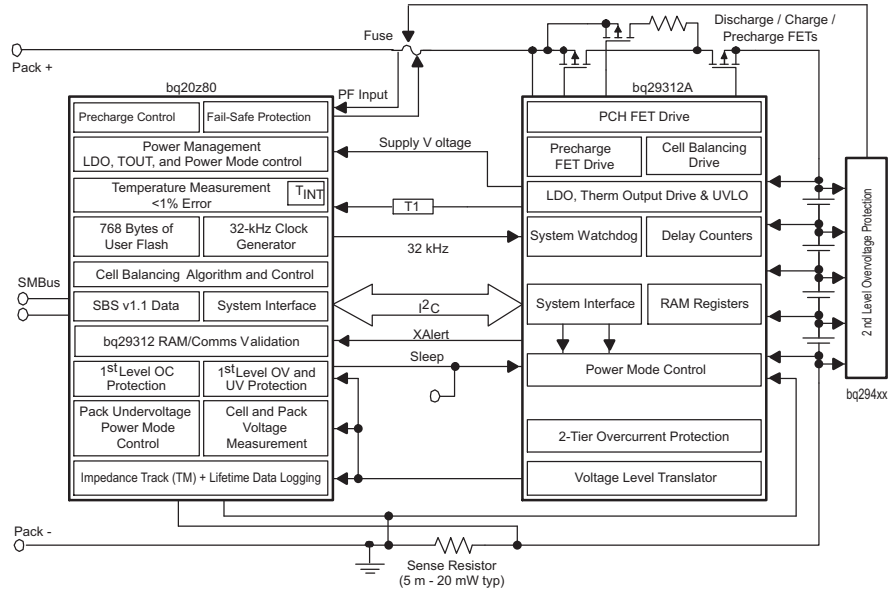 Discharge / Charge /
Precharge FETs
Fuse
Pack +
bq20z80
PF Input
bq29312A
Precharge Control
Fail-Safe Protection
PCH FET Drive
Power Management
LDO, TOUT, and Power Mode control
Supply V oltage
Precharge
FET Drive
Cell Balancing
Drive
Temperature Measurement
<1% Error
TINT
T1
LDO, Therm Output Drive & UVLO
768 Bytes of
User Flash
32-kHz Clock
Generator
32 kHz
System Watchdog
Delay Counters
2 nd Level Overvoltage Protection
Cell Balancing Algorithm and Control
SMBus
SBS v1.1 Data
System Interface
I2C
System Interface
RAM Registers
bq29312 RAM/Comms Validation
XAlert
Sleep
1st Level OC
Protection
1st Level OV and
UV Protection
Power Mode Control
bq294xx
Pack Undervoltage
Power Mode
Control
Cell and Pack
Voltage
Measurement
2-Tier Overcurrent Protection
Impedance Track (TM) + Lifetime Data Logging
Voltage Level Translator
Pack -
Sense Resistor
(5 m - 20 mW typ)